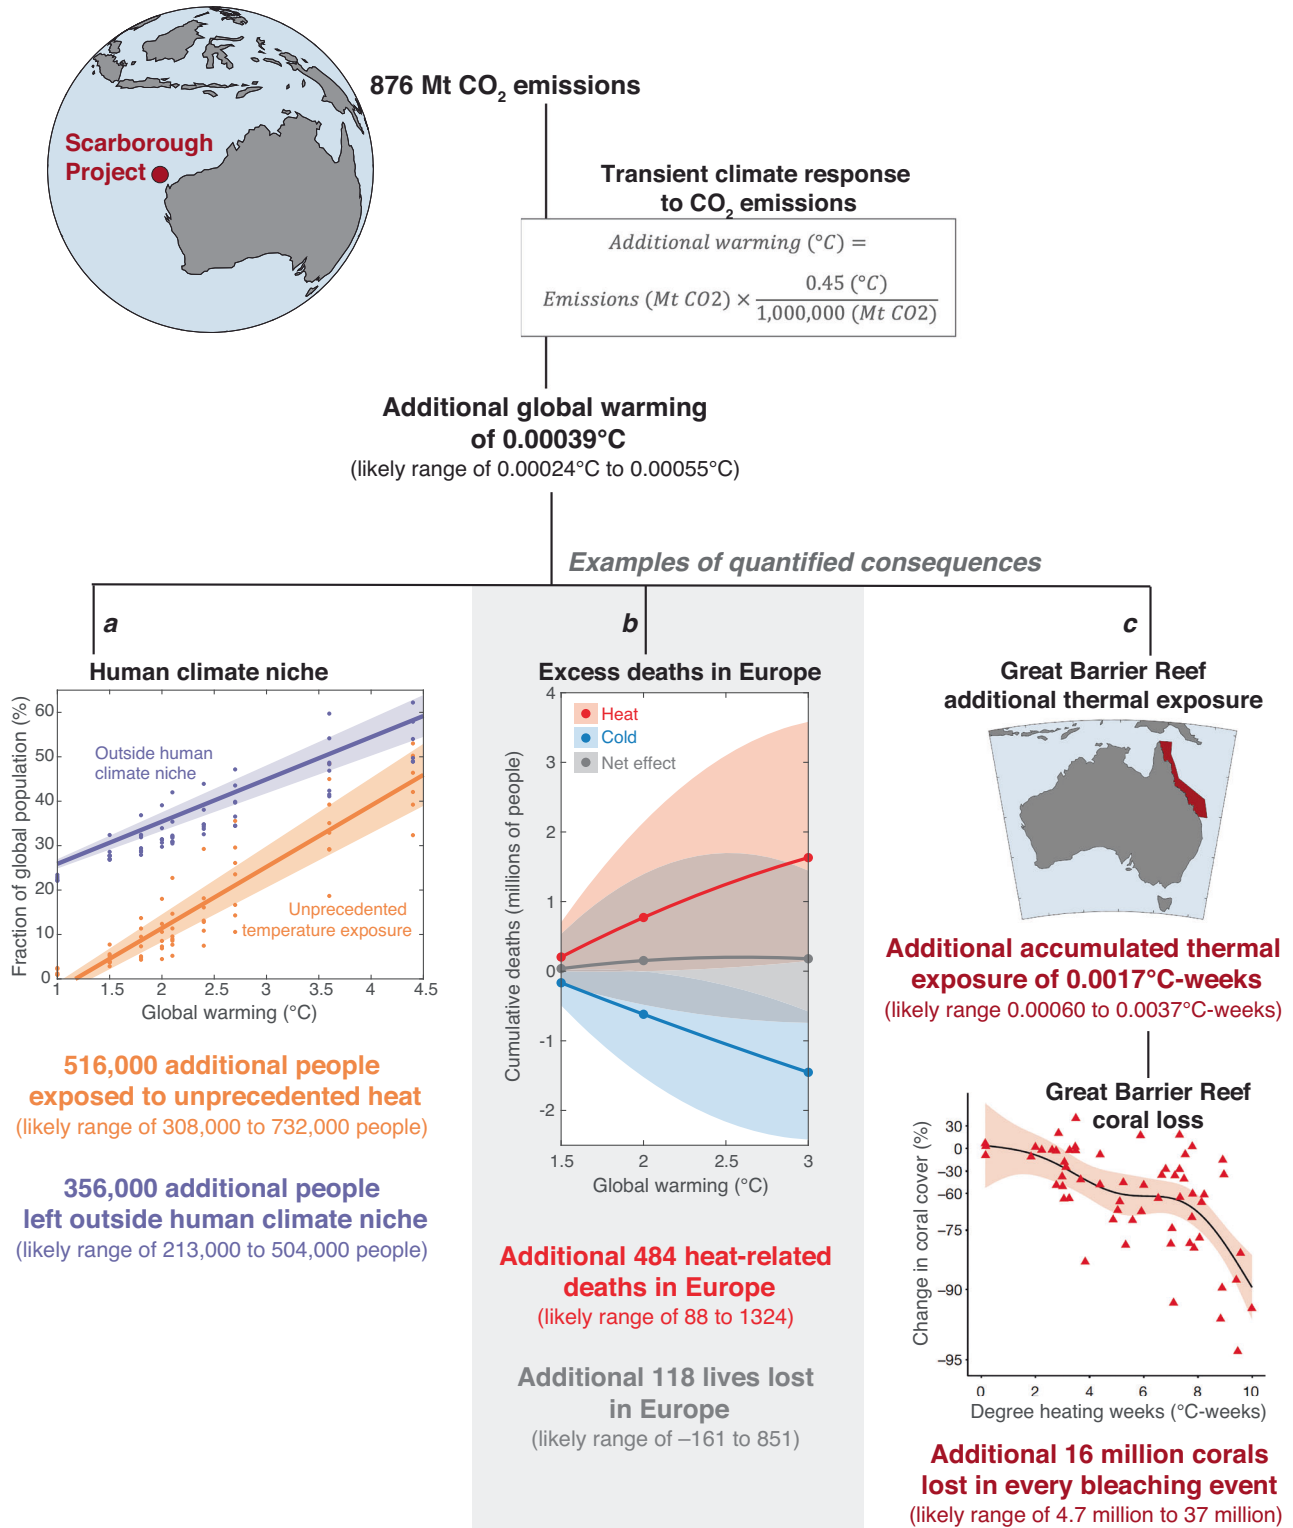 876 Mt CO2 emissions
Scarborough
Project
Transient climate response
to CO2 emissions
Additional warming (°C) =
Emissions (Mt CO2) × 0.45 (°C)
1,000,000 (Mt CO2)
Additional global warming
of 0.00039°C
(likely range of 0.00024°C to 0.00055°C)
Examples of quantified consequences
a
Human climate niche
Fraction of global population (%)
60
50
40
30
20
10
0
Outside human
climate niche
Unprecedented
temperature exposure
1 1.5 2 2.5 3 3.5 4 4.5
Global warming (°C)
516,000 additional people
exposed to unprecedented heat
(likely range of 308,000 to 732,000 people)
356,000 additional people
left outside human climate niche
(likely range of 213,000 to 504,000 people)
b
Excess deaths in Europe
Cumulative deaths (millions of people)
4
3
2
1
0
-1
-2
Heat
Cold
Net effect
1.5 2 2.5 3
Global warming (°C)
Additional 484 heat-related
deaths in Europe
(likely range of 88 to 1324)
Additional 118 lives lost
in Europe
(likely range of –161 to 851)
c
Great Barrier Reef
additional thermal exposure
Additional accumulated thermal
exposure of 0.0017°C-weeks
(likely range 0.00060 to 0.0037°C-weeks)
Great Barrier Reef
coral loss
Change in coral cover (%)
30
0
−30
−60
−75
−90
−95
0 2 4 6 8 10
Degree heating weeks (°C-weeks)
Additional 16 million corals
lost in every bleaching event
(likely range of 4.7 million to 37 million)